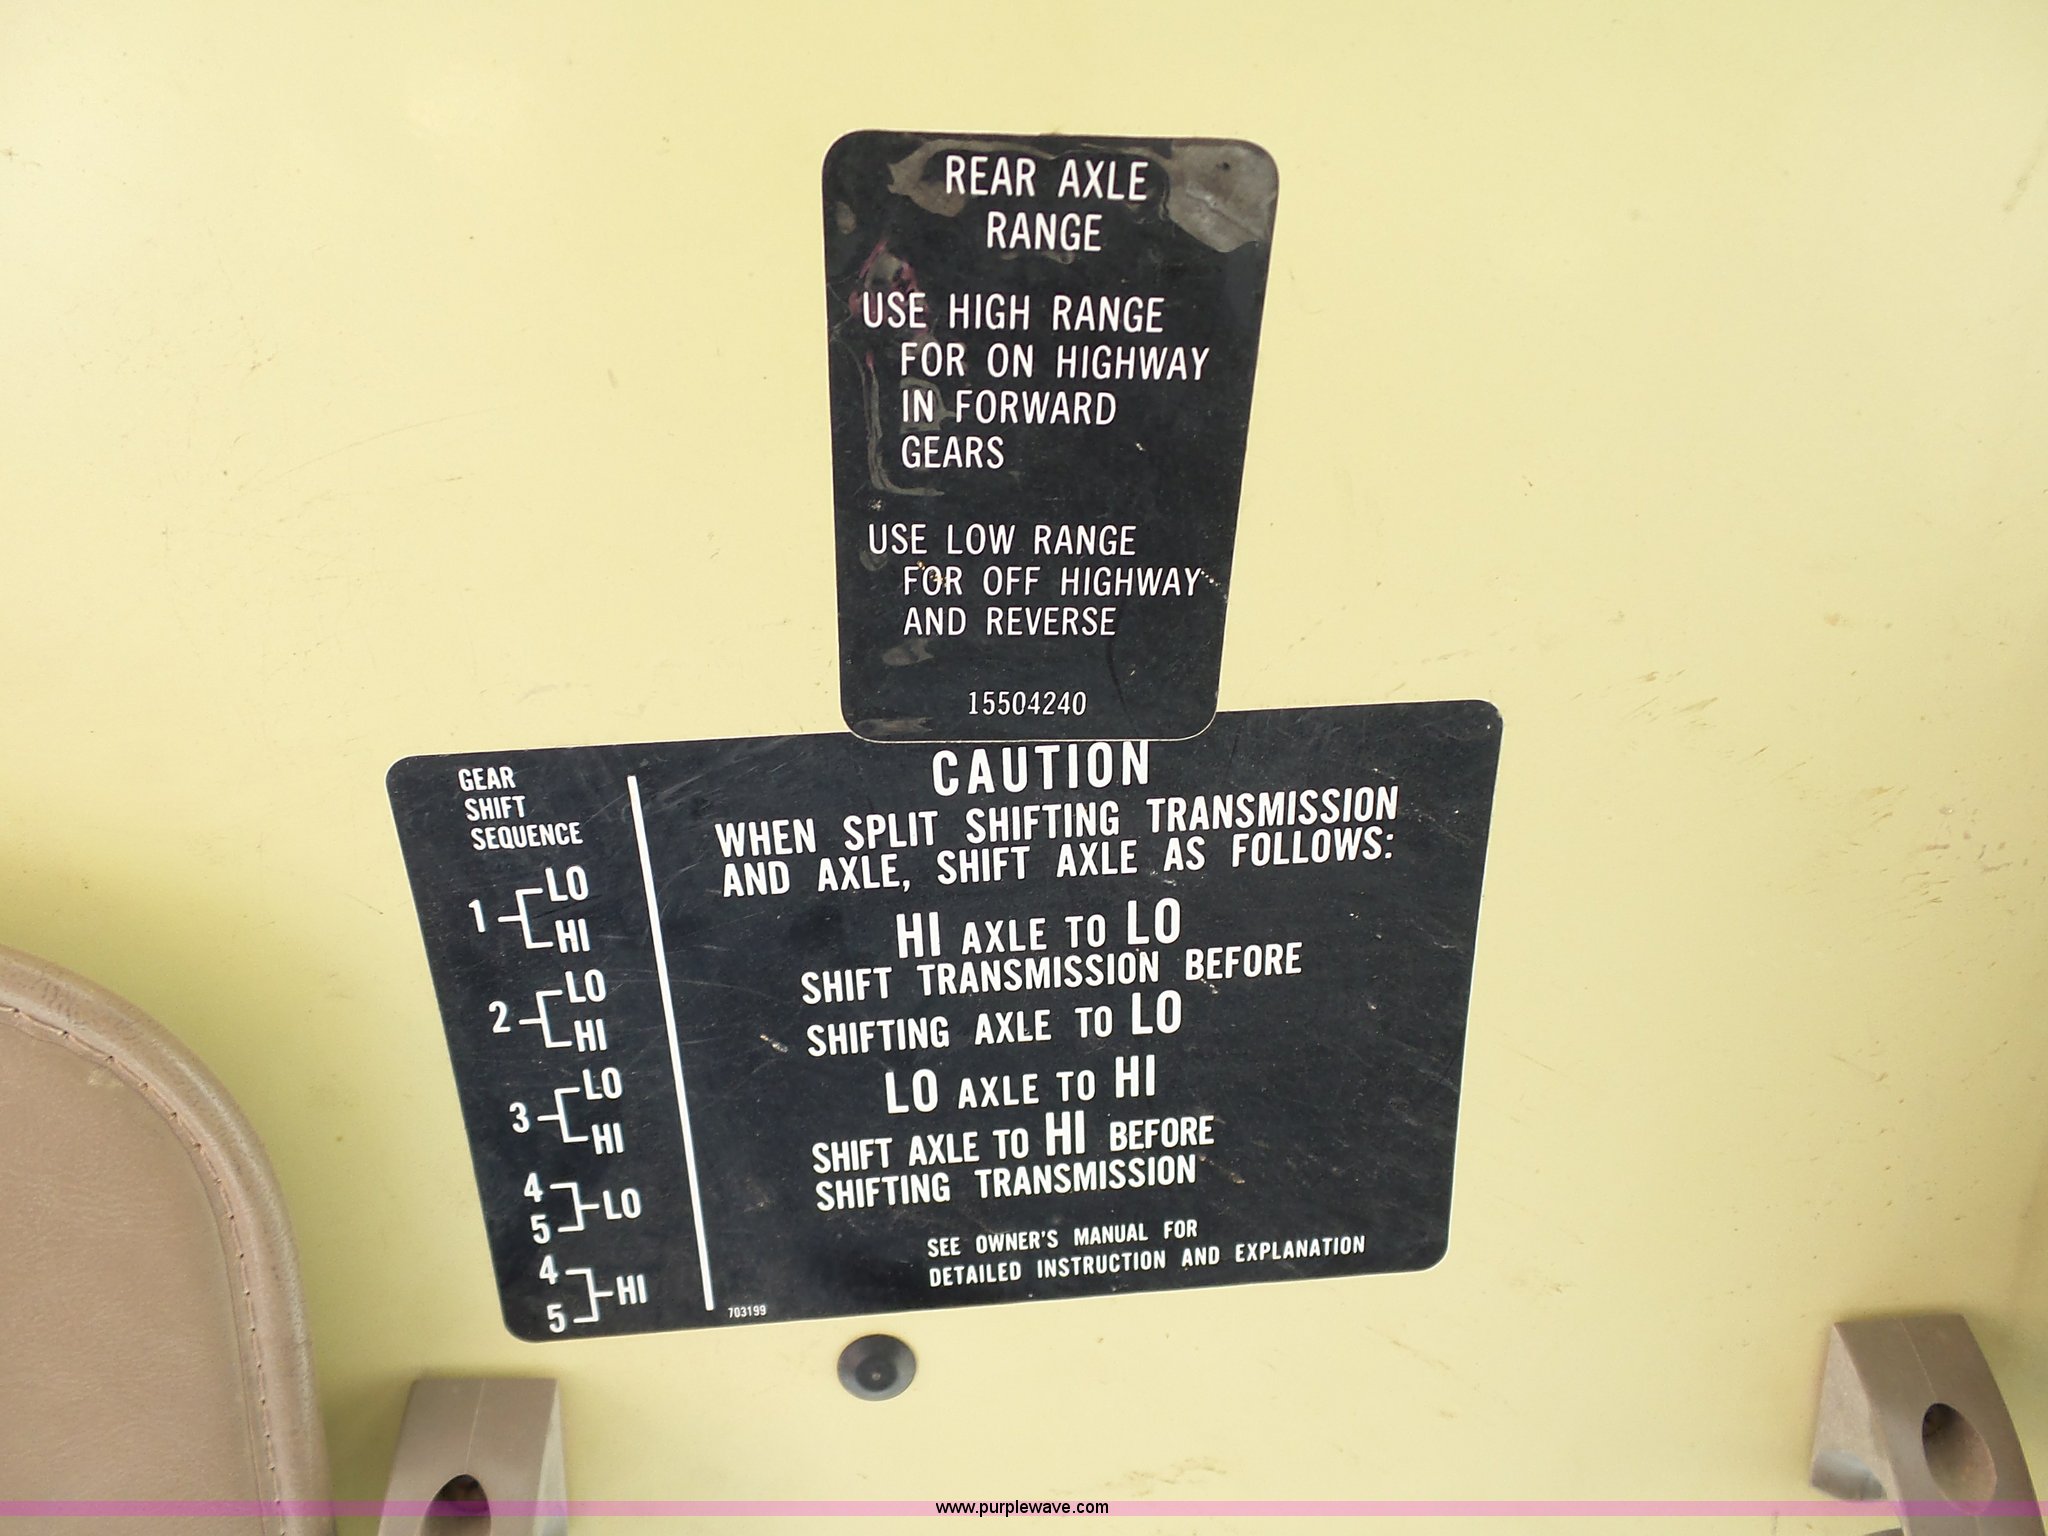 REAR AXLE
RANGE
USE HIGH RANGE
FOR ON HIGHWAY
IN FORWARD
GEARS
USE LOW RANGE
FOR OFF HIGHWAY
AND REVERSE
15504240
GEAR
SHIFT
SEQUENCE
1 LO
HI
2 LO
HI
3 LO
HI
4
5 LO
4
5 HI
CAUTION
WHEN SPLIT SHIFTING TRANSMISSION
AND AXLE, SHIFT AXLE AS FOLLOWS:
HI AXLE TO LO
SHIFT TRANSMISSION BEFORE
SHIFTING AXLE TO LO
LO AXLE TO HI
SHIFT AXLE TO HI BEFORE
SHIFTING TRANSMISSION
SEE OWNER'S MANUAL FOR
DETAILED INSTRUCTION AND EXPLANATION
703199
www.purplewave.com